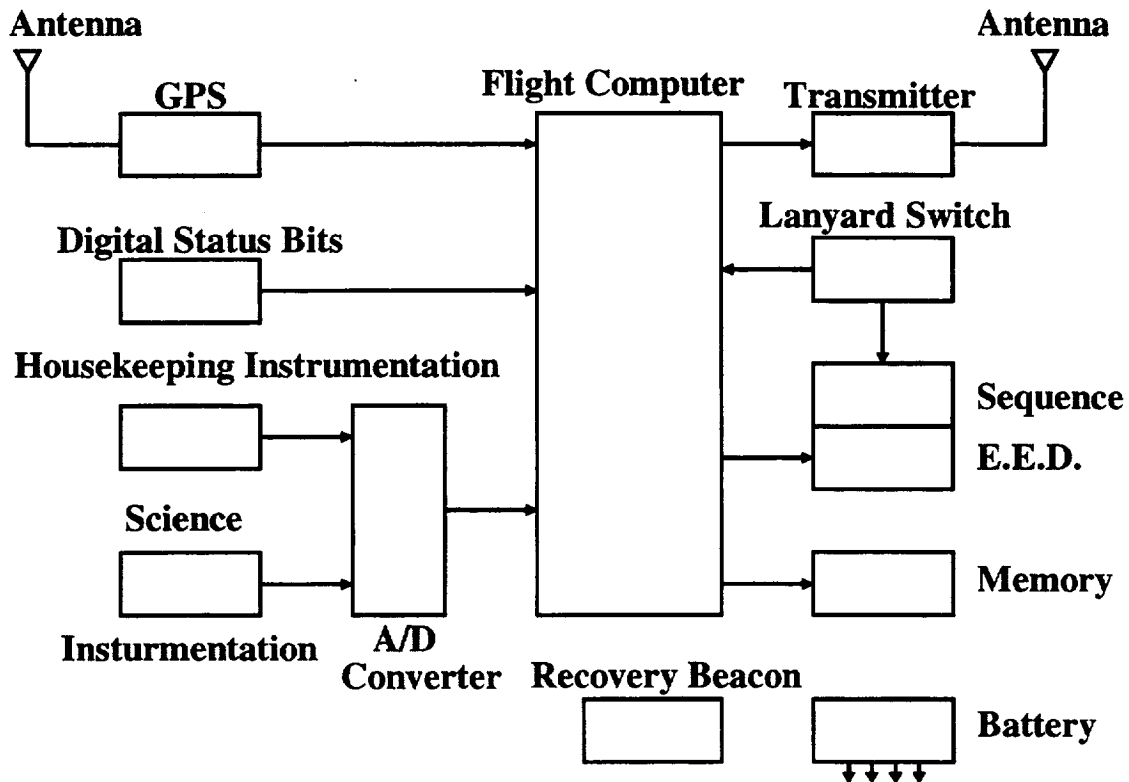 Antenna
Antenna
GPS
Flight Computer
Transmitter
Lanyard Switch
Digital Status Bits
Housekeeping Instrumentation
Sequence
E.E.D.
Science
Memory
Insturmentation
A/D
Converter
Recovery Beacon
Battery